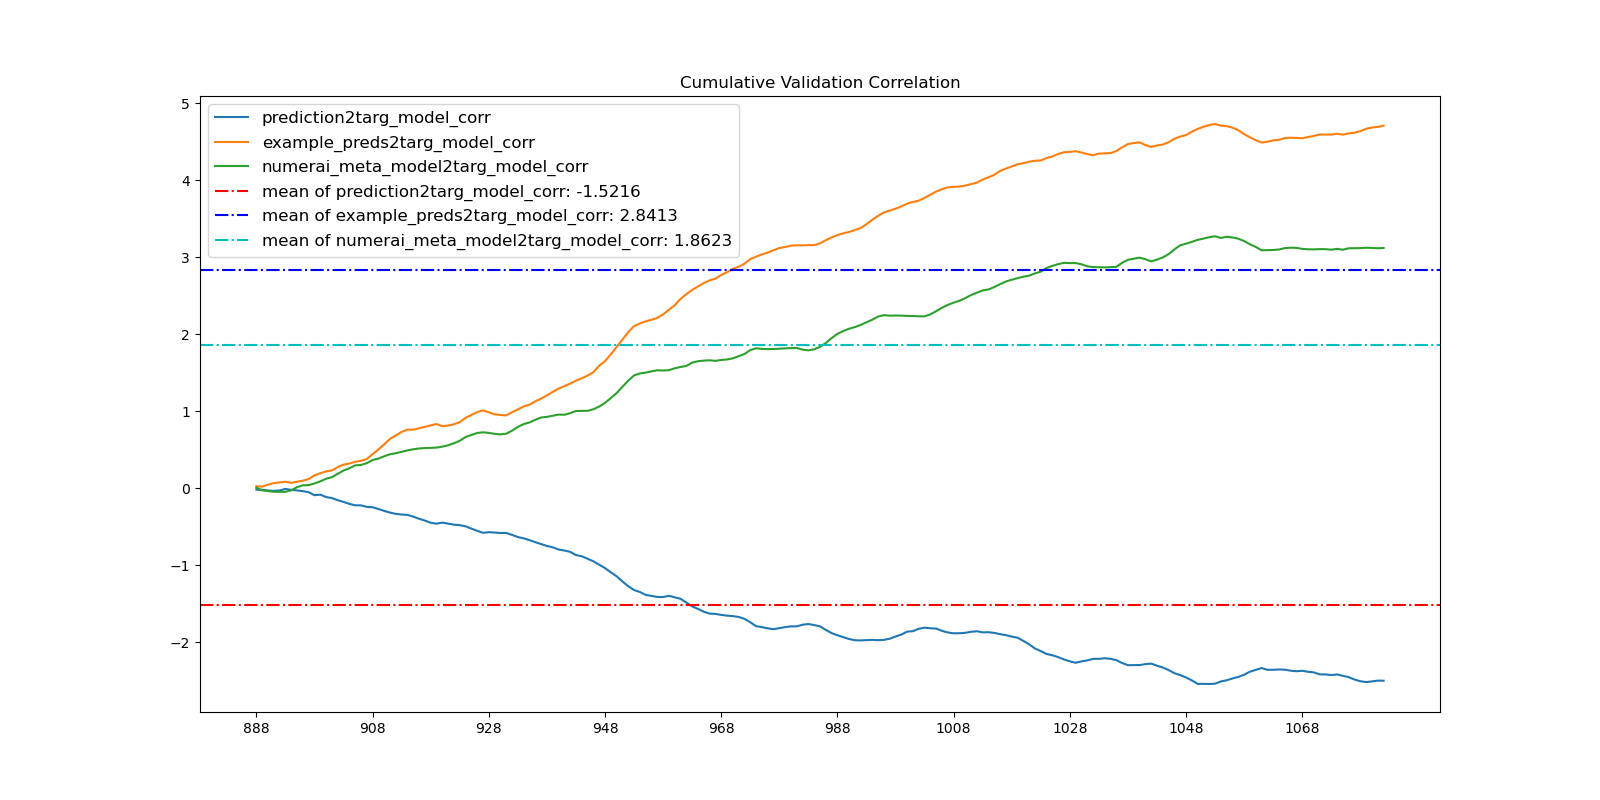 Cumulative Validation Correlation
prediction2targ_model_corr
example_preds2targ_model_corr
numerai_meta_model2targ_model_corr
mean of prediction2targ_model_corr: -1.5216
mean of example_preds2targ_model_corr: 2.8413
mean of numerai_meta_model2targ_model_corr: 1.8623
5
4
3
2
1
0
−1
−2
888 908 928 948 968 988 1008 1028 1048 1068